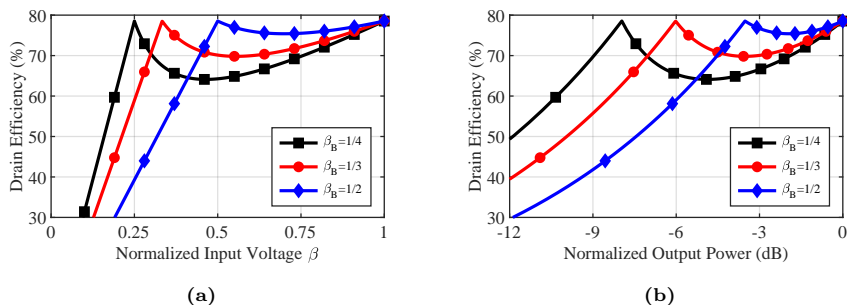 80
70
60
50
40
30
Drain Efficiency (%)
β_B=1/4
β_B=1/3
β_B=1/2
0 0.25 0.5 0.75 1
Normalized Input Voltage β
(a)
80
70
60
50
40
30
Drain Efficiency (%)
β_B=1/4
β_B=1/3
β_B=1/2
-12 -9 -6 -3 0
Normalized Output Power (dB)
(b)